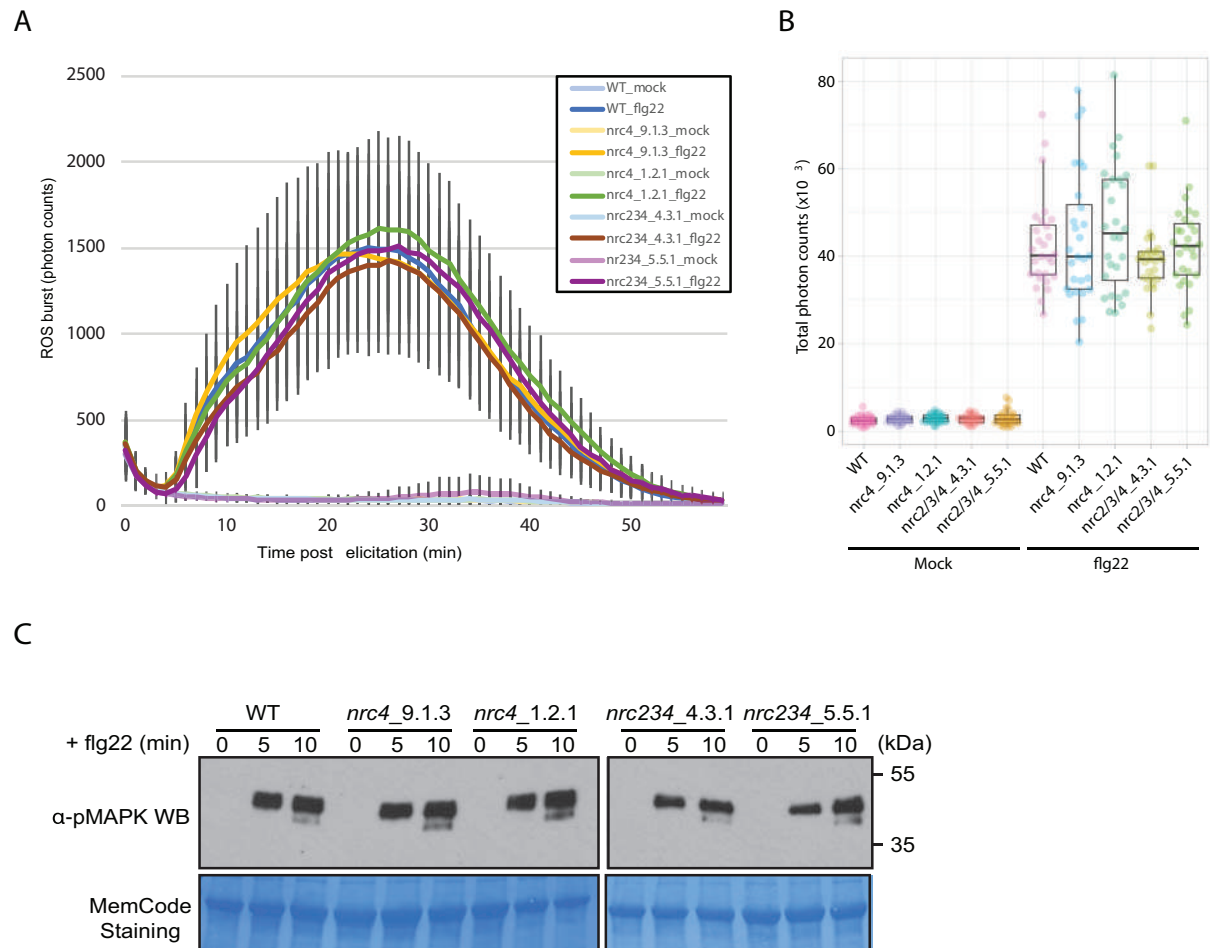 A
B
2500
2000
1500
1000
500
0
ROS burst (photon counts)
0 10 20 30 40 50
Time post elicitation (min)
WT_mock
WT_flg22
nrc4_9.1.3_mock
nrc4_9.1.3_flg22
nrc4_1.2.1_mock
nrc4_1.2.1_flg22
nrc234_4.3.1_mock
nrc234_4.3.1_flg22
nr234_5.5.1_mock
nrc234_5.5.1_flg22
80
60
40
20
0
Total photon counts (x10 3)
WT
nrc4_9.1.3
nrc4_1.2.1
nrc2/3/4_4.3.1
nrc2/3/4_5.5.1
WT
nrc4_9.1.3
nrc4_1.2.1
nrc2/3/4_4.3.1
nrc2/3/4_5.5.1
Mock flg22
C
WT nrc4_9.1.3 nrc4_1.2.1 nrc234_4.3.1 nrc234_5.5.1
+ flg22 (min) 0 5 10 0 5 10 0 5 10 0 5 10 0 5 10 (kDa)
55
α-pMAPK WB
35
MemCode
Staining